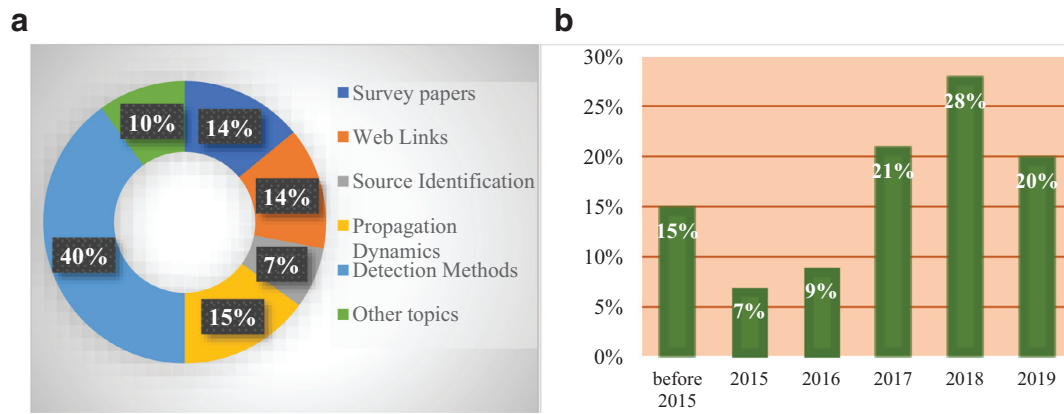 a
10%
14%
14%
7%
15%
40%
Survey papers
Web Links
Source Identification
Propagation
Dynamics
Detection Methods
Other topics
b
30%
25%
20%
15%
10%
5%
0%
15%
7%
9%
21%
28%
20%
before
2015
2015
2016
2017
2018
2019